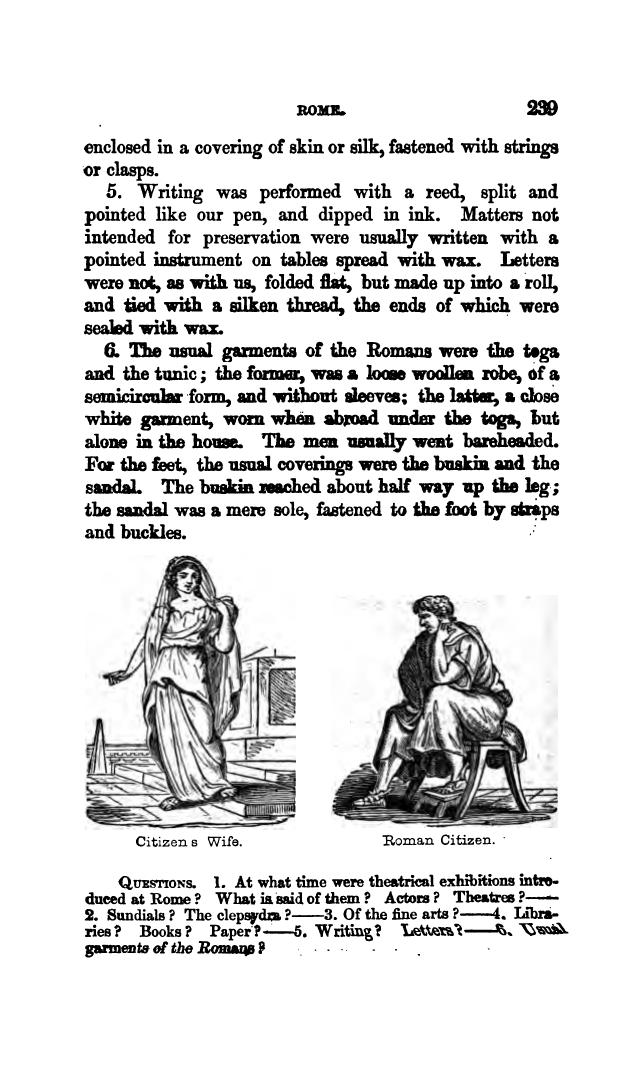 ROME. 239
enclosed in a covering of skin or silk, fastened with strings
or clasps.
5. Writing was performed with a reed, split and
pointed like our pen, and dipped in ink. Matters not
intended for preservation were usually written with a
pointed instrument on tables spread with wax. Letters
were not, as with us, folded flat, but made up into a roll,
and tied with a silken thread, the ends of which were
sealed with wax.
6. The usual garments of the Romans were the toga
and the tunic; the former, was a loose woollen robe, of a
semicircular form, and without sleeves; the latter, a close
white garment, worn when abroad under the toga, but
alone in the house. The men usually went bareheaded.
For the feet, the usual coverings were the buskin and the
sandal. The buskin reached about half way up the leg;
the sandal was a mere sole, fastened to the foot by straps
and buckles.
Citizens Wife. Roman Citizen.
QUESTIONS. 1. At what time were theatrical exhibitions intro-
duced at Rome? What is said of them? Actors? Theatres?—
2. Sundials? The clepsydra?—3. Of the fine arts?—4. Libra-
ries? Books? Paper?—5. Writing? Letters?—6. Usual
garments of the Romans?